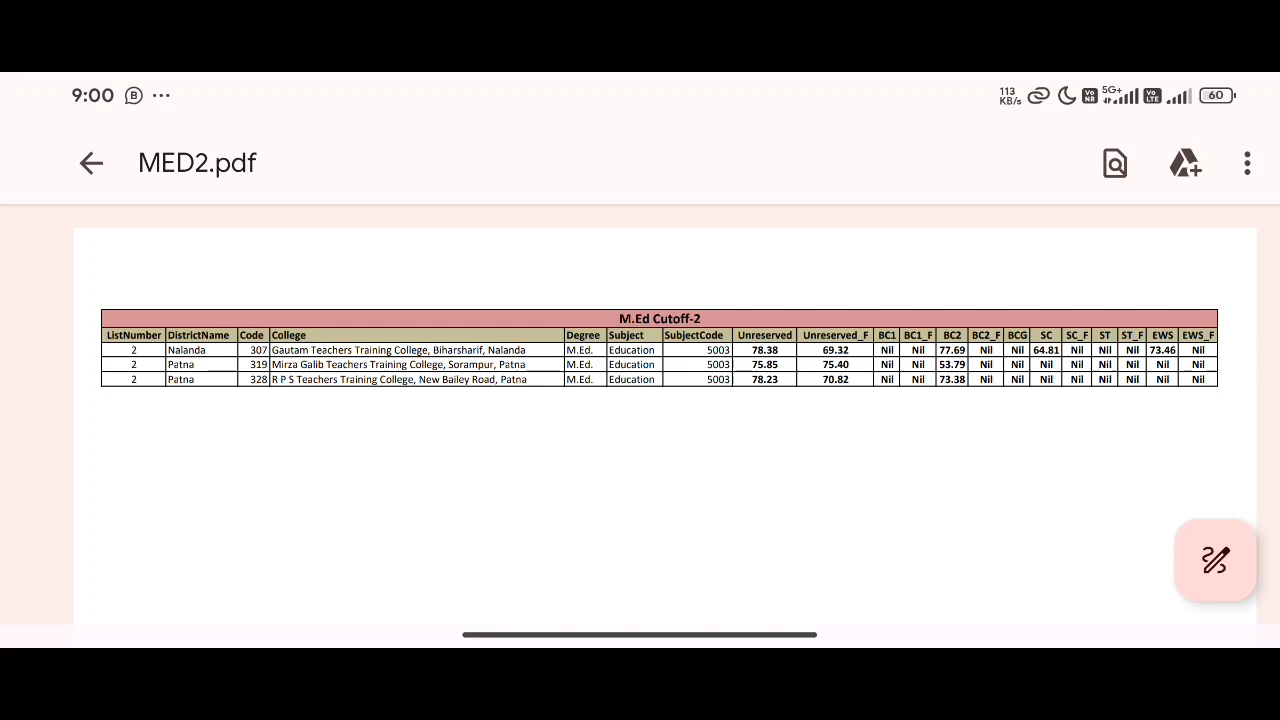 9:00 B ...
113 KB/s Vo NR 5G+ Vo LTE 60
MED2.pdf
M.Ed Cutoff-2
ListNumber DistrictName Code College Degree Subject SubjectCode Unreserved Unreserved_F BC1 BC1_F BC2 BC2_F BCG SC SC_F ST ST_F EWS EWS_F
2 Nalanda 307 Gautam Teachers Training College, Biharsharif, Nalanda M.Ed. Education 5003 78.38 69.32 Nil Nil 77.69 Nil Nil 64.81 Nil Nil Nil 73.46 Nil
2 Patna 319 Mirza Galib Teachers Training College, Sorampur, Patna M.Ed. Education 5003 75.85 75.40 Nil Nil 53.79 Nil Nil Nil Nil Nil Nil Nil Nil
2 Patna 328 R P S Teachers Training College, New Bailey Road, Patna M.Ed. Education 5003 78.23 70.82 Nil Nil 73.38 Nil Nil Nil Nil Nil Nil Nil Nil